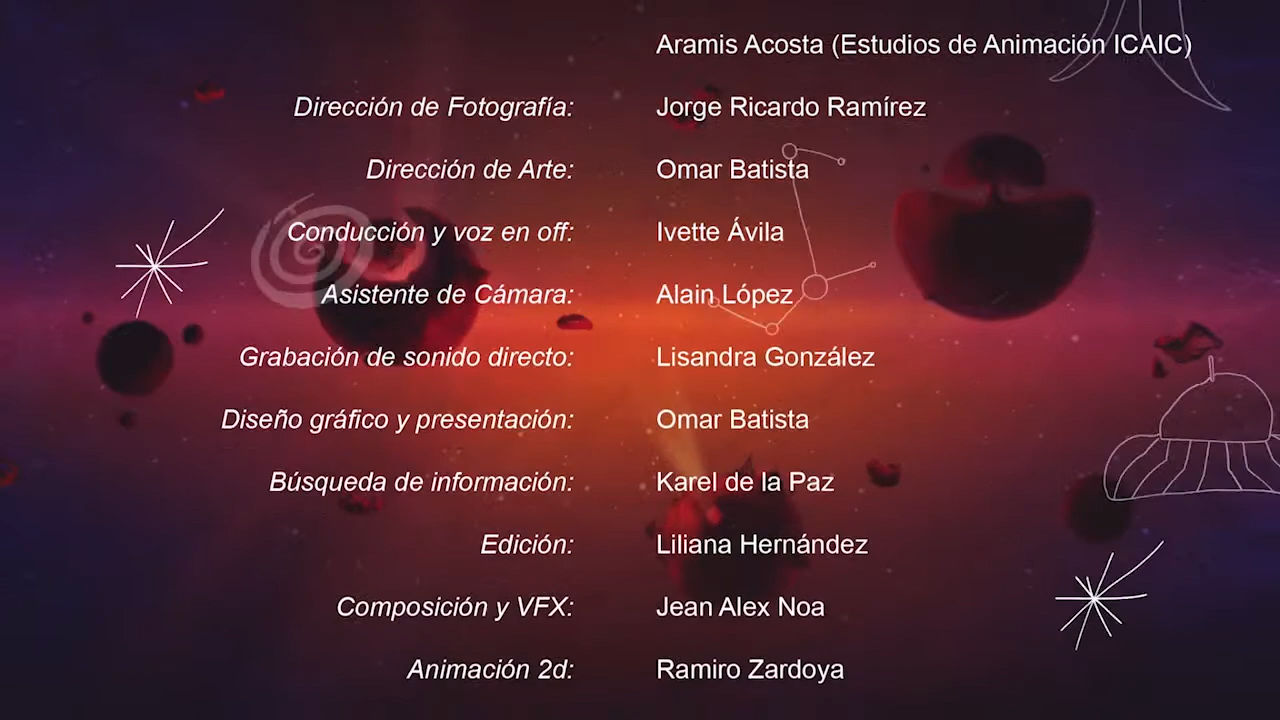 Aramis Acosta (Estudios de Animación ICAIC)
Dirección de Fotografía: Jorge Ricardo Ramírez
Dirección de Arte: Omar Batista
Conducción y voz en off: Ivette Ávila
Asistente de Cámara: Alain López
Grabación de sonido directo: Lisandra González
Diseño gráfico y presentación: Omar Batista
Búsqueda de información: Karel de la Paz
Edición: Liliana Hernández
Composición y VFX: Jean Alex Noa
Animación 2d: Ramiro Zardoya